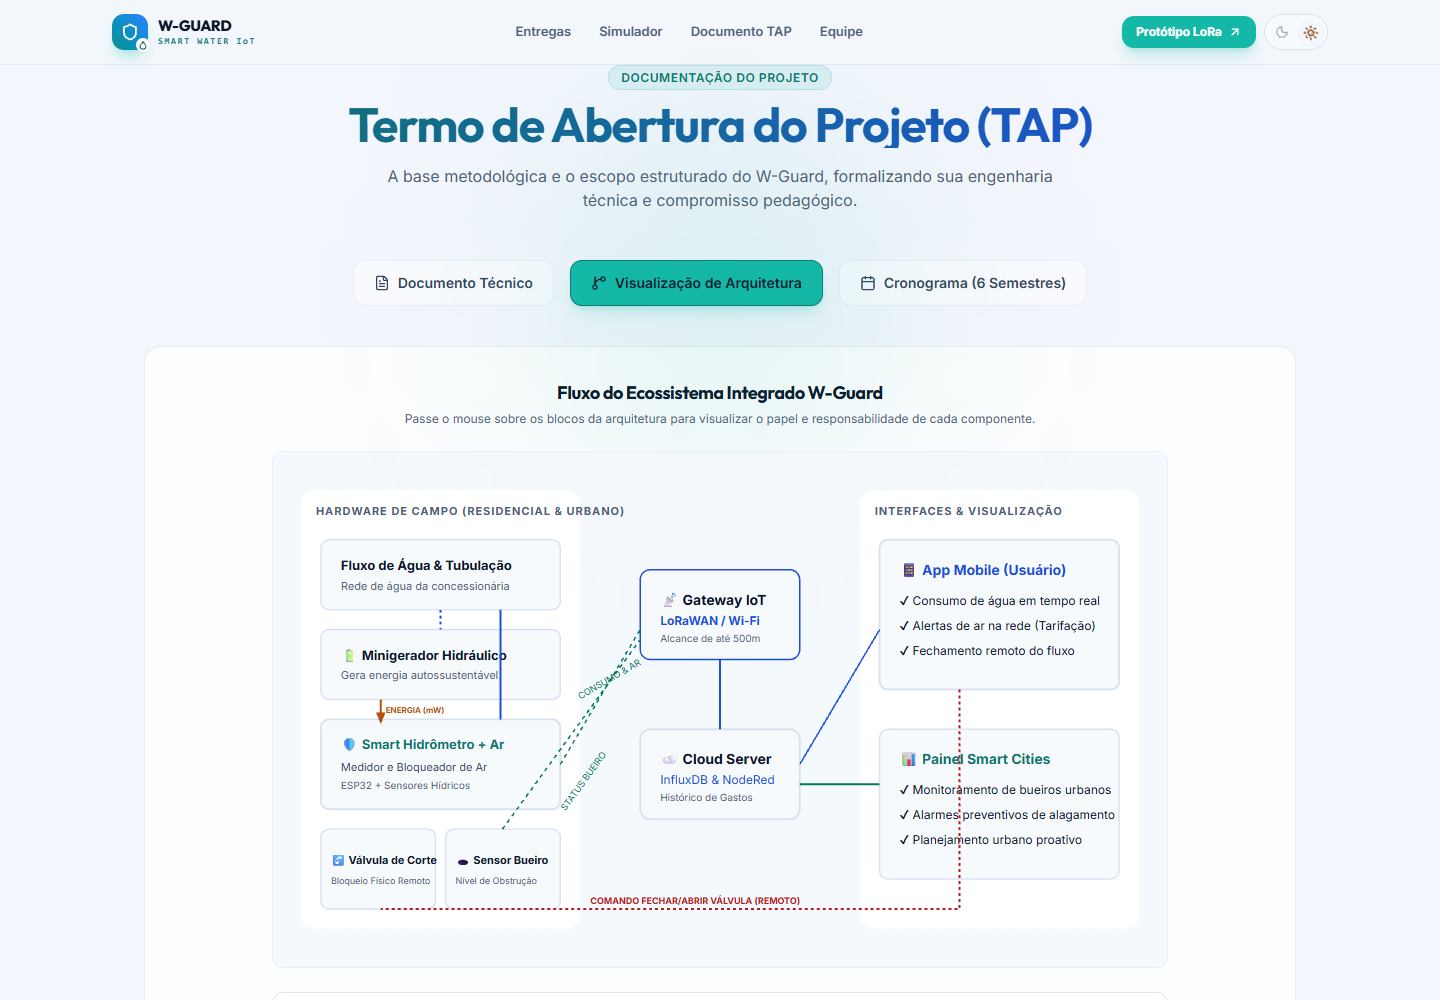 W-GUARD
SMART WATER IoT
Entregas
Simulador
Documento TAP
Equipe
Protótipo LoRa
DOCUMENTAÇÃO DO PROJETO
Termo de Abertura do Projeto (TAP)
A base metodológica e o escopo estruturado do W-Guard, formalizando sua engenharia
técnica e compromisso pedagógico.
Documento Técnico
Visualização de Arquitetura
Cronograma (6 Semestres)
Fluxo do Ecossistema Integrado W-Guard
Passe o mouse sobre os blocos da arquitetura para visualizar o papel e responsabilidade de cada componente.
HARDWARE DE CAMPO (RESIDENCIAL & URBANO)
Fluxo de Água & Tubulação
Rede de água da concessionária
Minigerador Hidráulico
Gera energia autossustentável
ENERGIA (mW)
Smart Hidrômetro + Ar
Medidor e Bloqueador de Ar
ESP32 + Sensores Hídricos
Válvula de Corte
Bloqueio Físico Remoto
Sensor Bueiro
Nível de Obstrução
CONSUMO & AR
STATUS BUEIRO
Gateway IoT
LoRaWAN / Wi-Fi
Alcance de até 500m
Cloud Server
InfluxDB & NodeRed
Histórico de Gastos
COMANDO FECHAR/ABRIR VÁLVULA (REMOTO)
INTERFACES & VISUALIZAÇÃO
App Mobile (Usuário)
✓ Consumo de água em tempo real
✓ Alertas de ar na rede (Tarifação)
✓ Fechamento remoto do fluxo
Painel Smart Cities
✓ Monitoramento de bueiros urbanos
✓ Alarmes preventivos de alagamento
✓ Planejamento urbano proativo